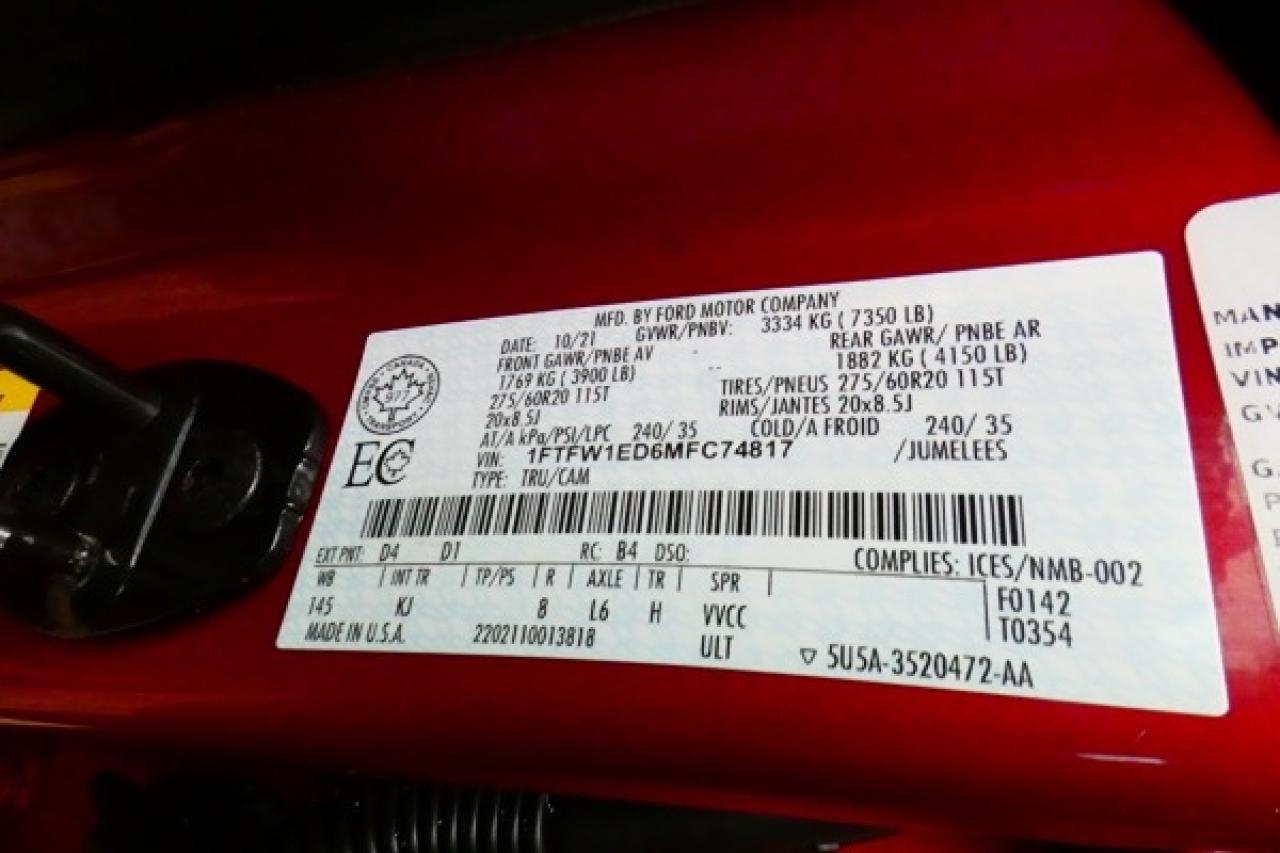 MFD. BY FORD MOTOR COMPANY
DATE: 10/21 GVWR/PNBV: 3334 KG ( 7350 LB)
FRONT GAWR/PNBE AV REAR GAWR/ PNBE AR
1769 KG ( 3900 LB) 1882 KG ( 4150 LB)
275/60R20 115T TIRES/PNEUS 275/60R20 115T
20x8.5J RIMS/JANTES 20x8.5J
AT/A kPa/PSI/LPC 240/ 35 COLD/A FROID 240/ 35
VIN: 1FTFW1ED6MFC74817 /JUMELEES
TYPE: TRU/CAM
CANADA
TRANSPORT
977
EC
EXT PNT: D4 D1 RC: B4 DSO: COMPLIES: ICES/NMB-002
WB | INT TR | TP/PS | R | AXLE | TR | SPR |
145 KJ 8 L6 H VVCC F0142
MADE IN U.S.A. 2202110013818 ULT T0354
▽ 5U5A-3520472-AA
MAN
IMP
VIN